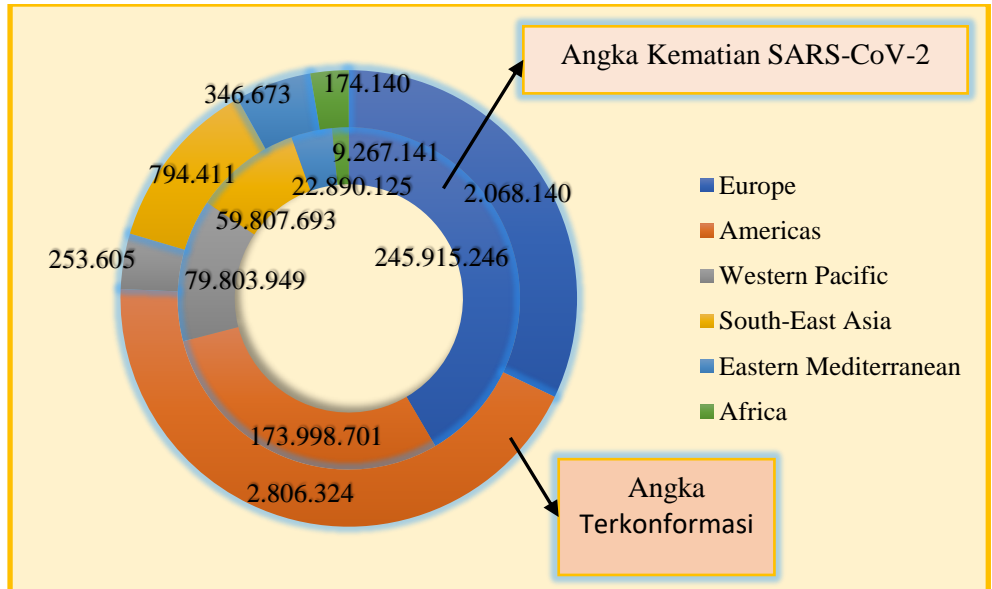 Angka Kematian SARS-CoV-2
346.673
174.140
794.411
9.267.141
22.890.125
2.068.140
59.807.693
253.605
79.803.949
245.915.246
173.998.701
2.806.324
Europe
Americas
Western Pacific
South-East Asia
Eastern Mediterranean
Africa
Angka
Terkonformasi